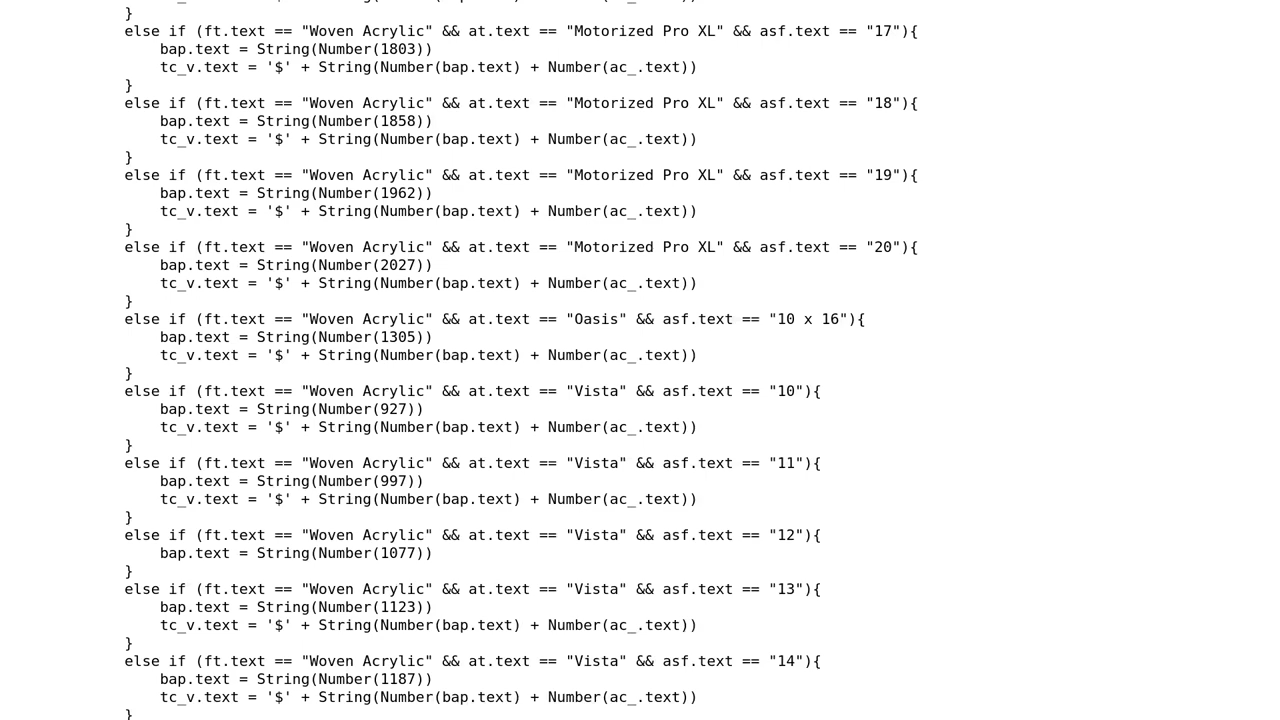 }
else if (ft.text == "Woven Acrylic" && at.text == "Motorized Pro XL" && asf.text == "17"){
bap.text = String(Number(1803))
tc_v.text = '$' + String(Number(bap.text) + Number(ac_.text))
}
else if (ft.text == "Woven Acrylic" && at.text == "Motorized Pro XL" && asf.text == "18"){
bap.text = String(Number(1858))
tc_v.text = '$' + String(Number(bap.text) + Number(ac_.text))
}
else if (ft.text == "Woven Acrylic" && at.text == "Motorized Pro XL" && asf.text == "19"){
bap.text = String(Number(1962))
tc_v.text = '$' + String(Number(bap.text) + Number(ac_.text))
}
else if (ft.text == "Woven Acrylic" && at.text == "Motorized Pro XL" && asf.text == "20"){
bap.text = String(Number(2027))
tc_v.text = '$' + String(Number(bap.text) + Number(ac_.text))
}
else if (ft.text == "Woven Acrylic" && at.text == "Oasis" && asf.text == "10 x 16"){
bap.text = String(Number(1305))
tc_v.text = '$' + String(Number(bap.text) + Number(ac_.text))
}
else if (ft.text == "Woven Acrylic" && at.text == "Vista" && asf.text == "10"){
bap.text = String(Number(927))
tc_v.text = '$' + String(Number(bap.text) + Number(ac_.text))
}
else if (ft.text == "Woven Acrylic" && at.text == "Vista" && asf.text == "11"){
bap.text = String(Number(997))
tc_v.text = '$' + String(Number(bap.text) + Number(ac_.text))
}
else if (ft.text == "Woven Acrylic" && at.text == "Vista" && asf.text == "12"){
bap.text = String(Number(1077))
}
else if (ft.text == "Woven Acrylic" && at.text == "Vista" && asf.text == "13"){
bap.text = String(Number(1123))
tc_v.text = '$' + String(Number(bap.text) + Number(ac_.text))
}
else if (ft.text == "Woven Acrylic" && at.text == "Vista" && asf.text == "14"){
bap.text = String(Number(1187))
tc_v.text = '$' + String(Number(bap.text) + Number(ac_.text))
}